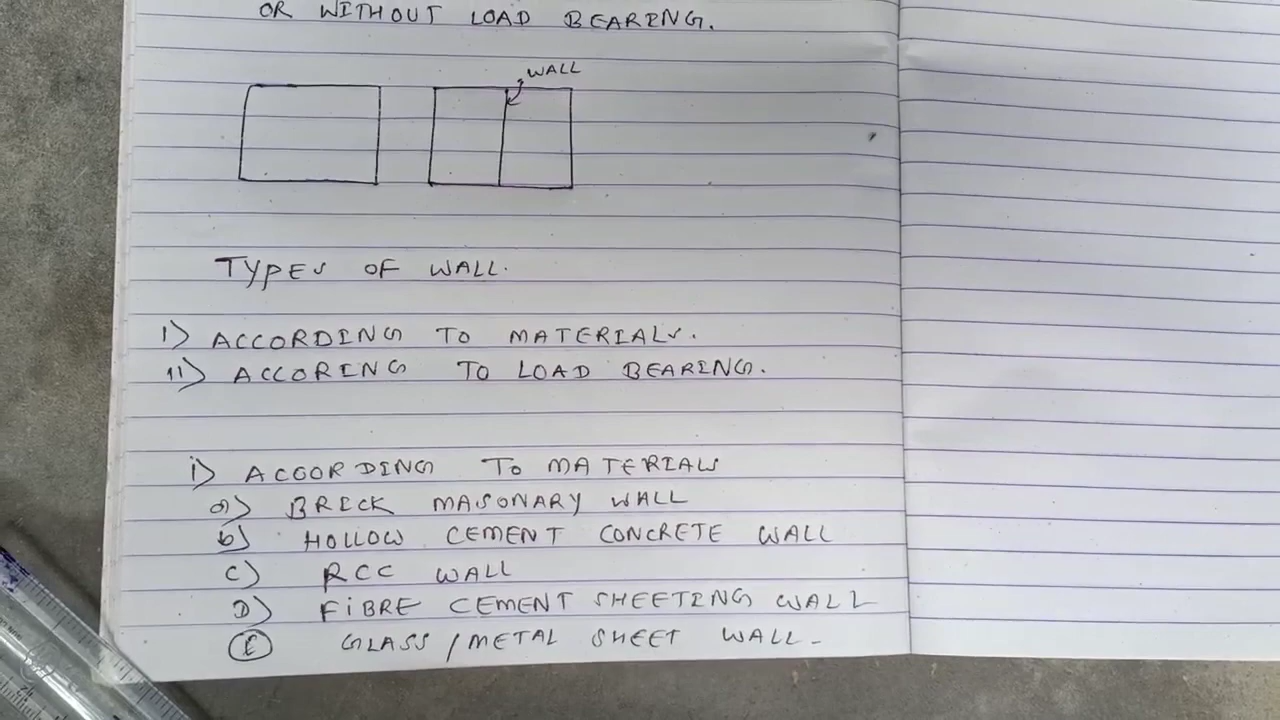 OR WITHOUT LOAD BEARING.
WALL
TYPES OF WALL.
I) ACCORDING TO MATERIALS.
II) ACCORING TO LOAD BEARING.
i) ACCORDING TO MATERIALS
a) BRICK MASONARY WALL
b) HOLLOW CEMENT CONCRETE WALL
C) RCC WALL
D) FIBRE CEMENT SHEETING WALL
E GLASS/METAL SHEET WALL-